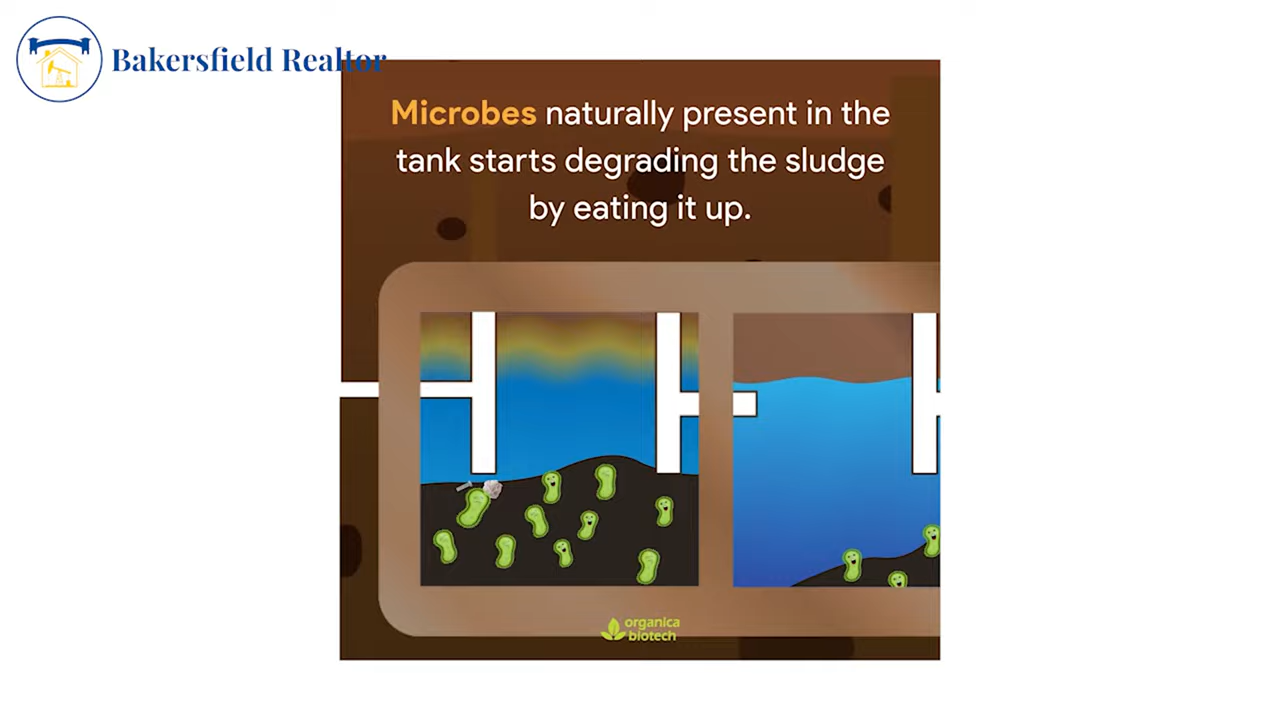 Bakersfield Realtor
Microbes naturally present in the
tank starts degrading the sludge
by eating it up.
organica
biotech